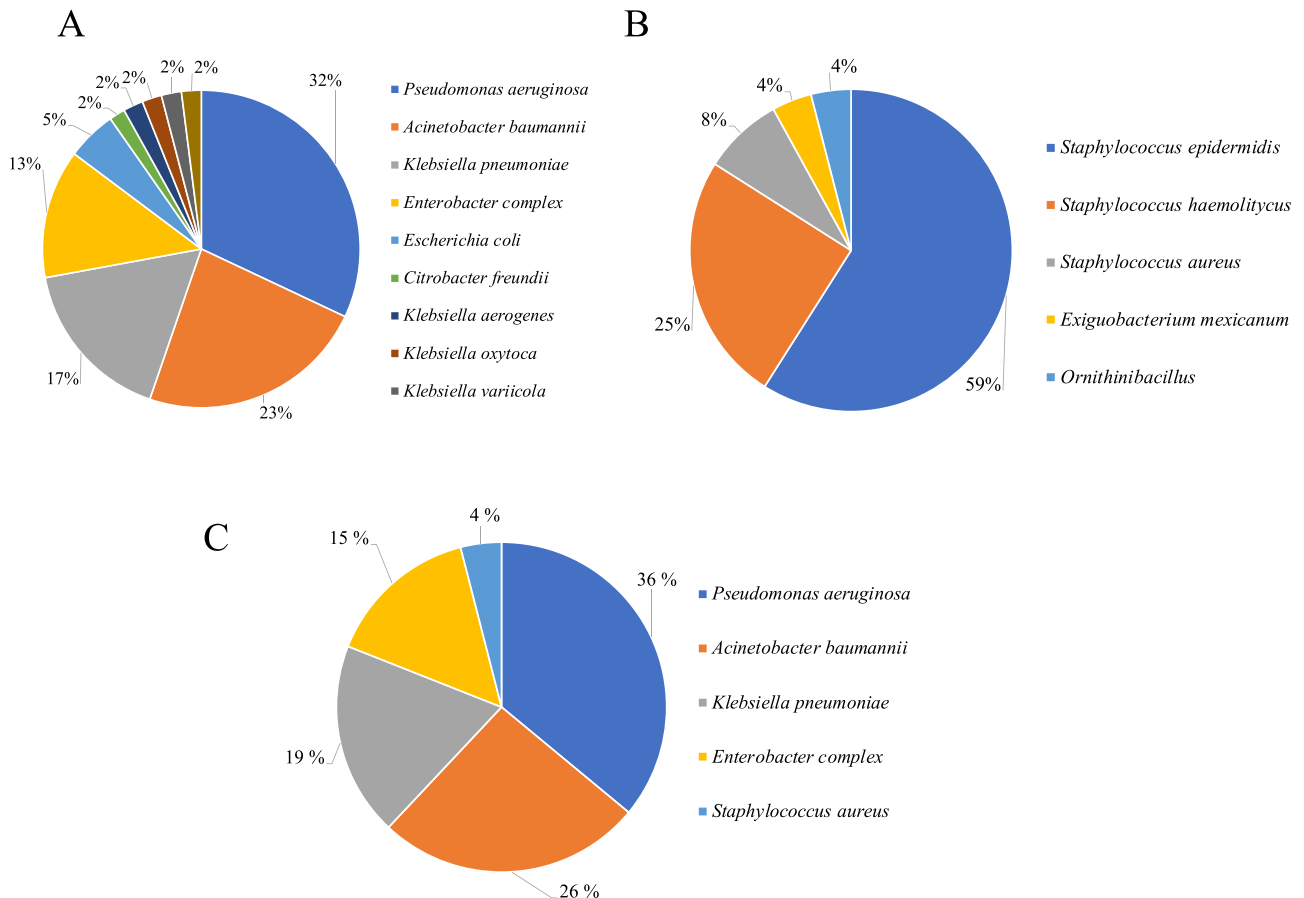 A
32%
23%
17%
13%
5%
2%
2%
2%
2%
2%
Pseudomonas aeruginosa
Acinetobacter baumannii
Klebsiella pneumoniae
Enterobacter complex
Escherichia coli
Citrobacter freundii
Klebsiella aerogenes
Klebsiella oxytoca
Klebsiella variicola
B
59%
25%
8%
4%
4%
Staphylococcus epidermidis
Staphylococcus haemolitycus
Staphylococcus aureus
Exiguobacterium mexicanum
Ornithinibacillus
C
36 %
26 %
19 %
15 %
4 %
Pseudomonas aeruginosa
Acinetobacter baumannii
Klebsiella pneumoniae
Enterobacter complex
Staphylococcus aureus